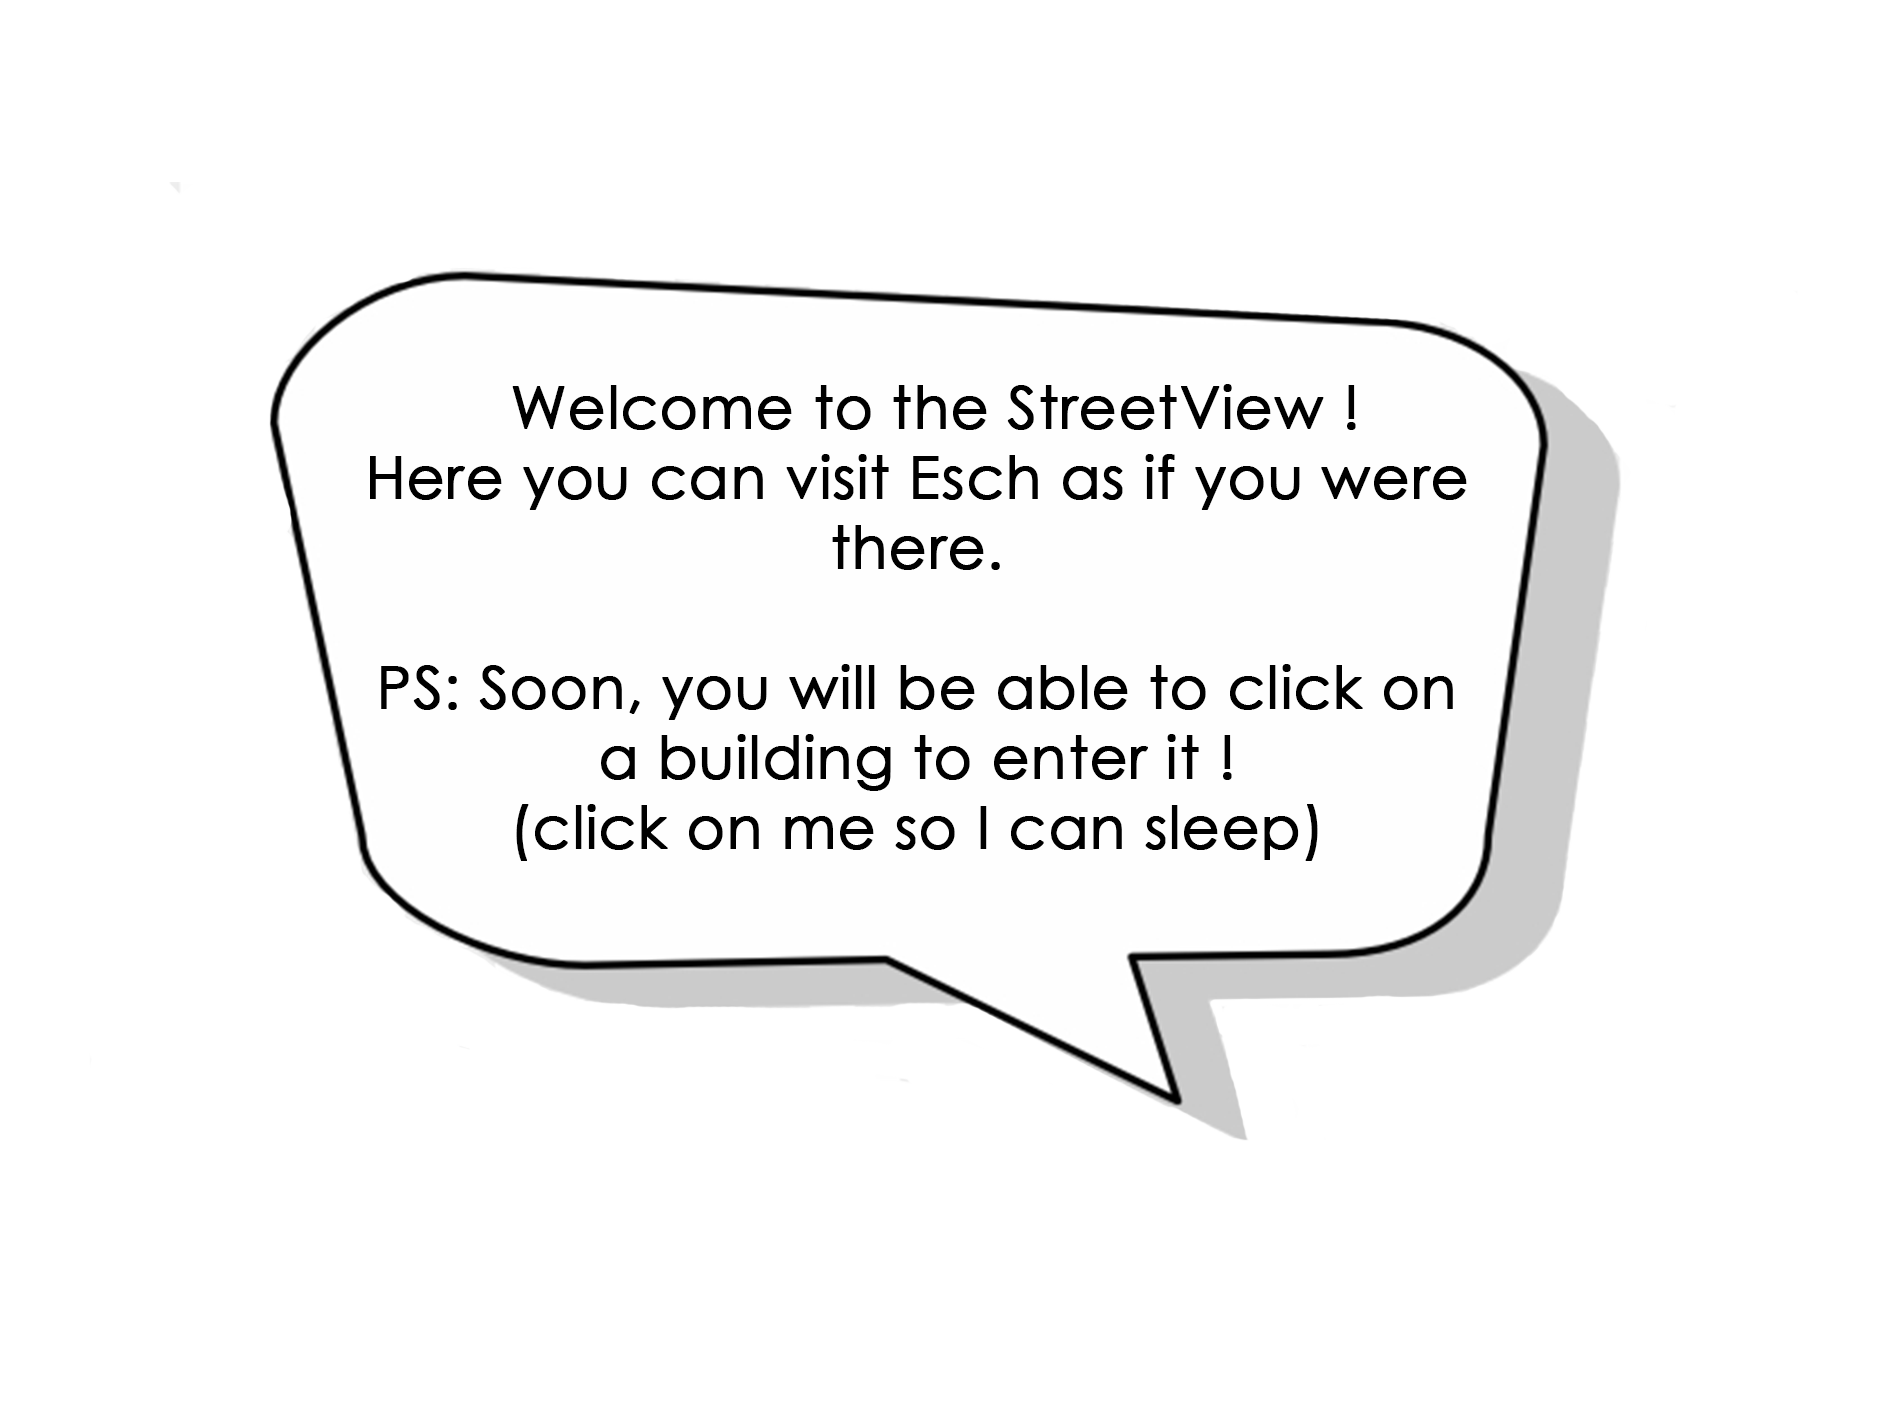 Welcome to the StreetView !
Here you can visit Esch as if you were
there.
PS: Soon, you will be able to click on
a building to enter it !
(click on me so I can sleep)